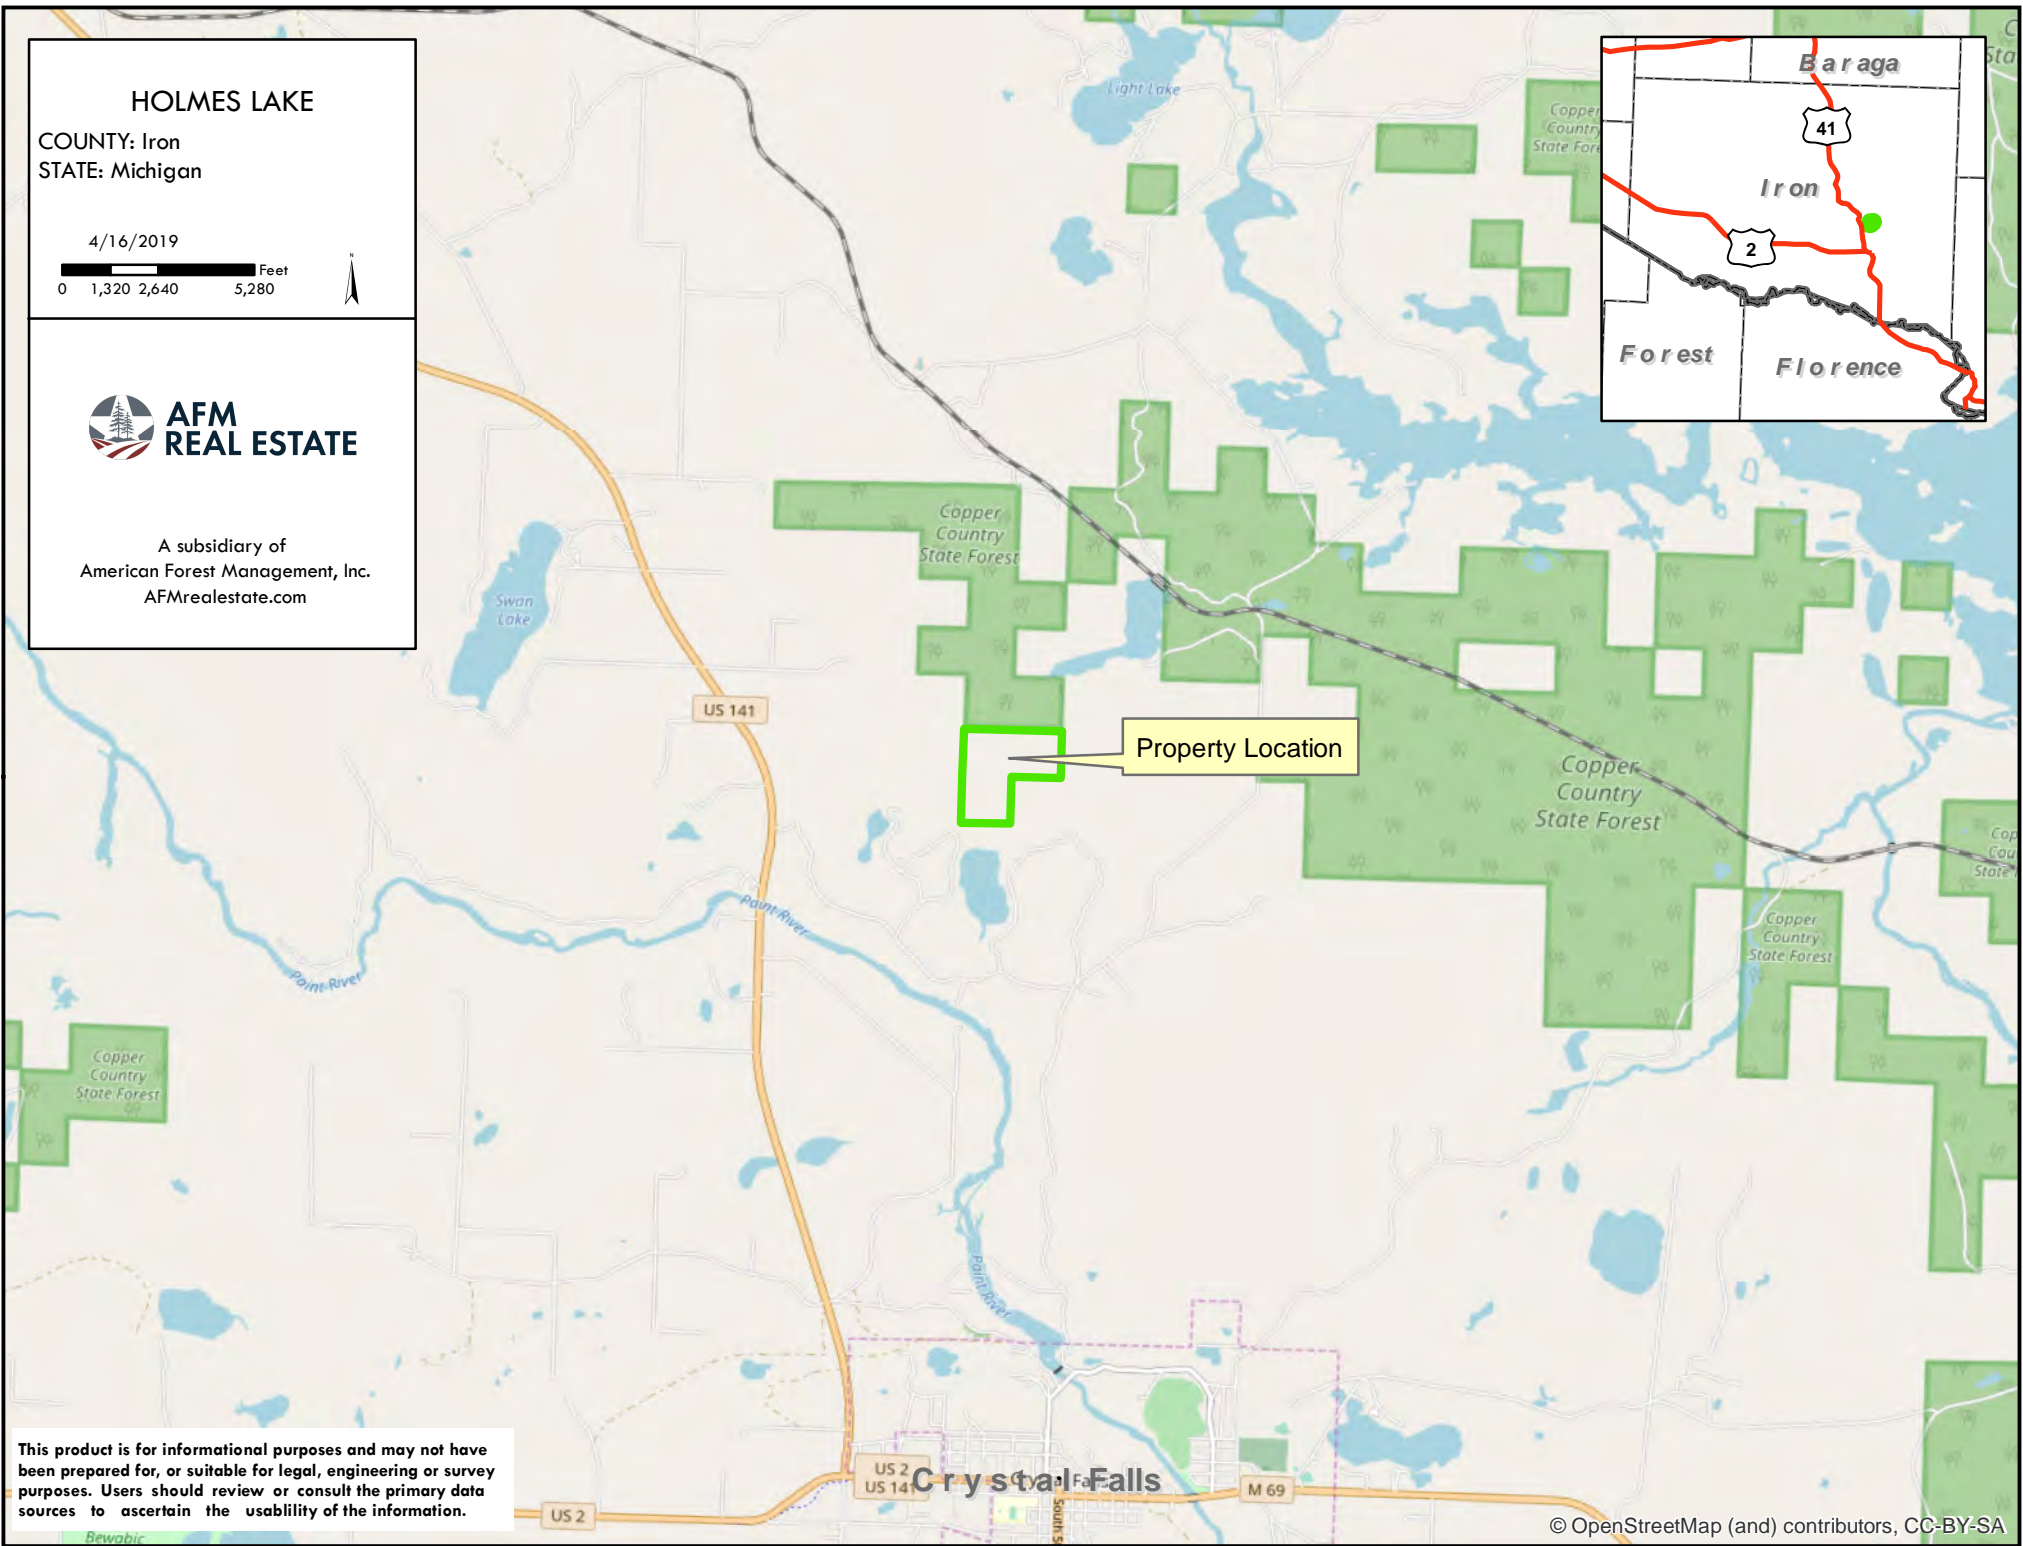 HOLMES LAKE
COUNTY: Iron
STATE: Michigan
4/16/2019
Feet
0 1,320 2,640 5,280
N
AFM
REAL ESTATE
A subsidiary of
American Forest Management, Inc.
AFMrealestate.com
Baraga
41
Iron
2
Forest
Florence
Light Lake
Copper
Country
Copper
Country
State Forest
Swan
Lake
US 141
Property Location
Copper
Country
State Forest
Paint River
Paint River
Copper
Country
State Forest
Copper
Country
State Forest
Paint River
This product is for informational purposes and may not have
been prepared for, or suitable for legal, engineering or survey
purposes. Users should review or consult the primary data
sources to ascertain the usablility of the information.
US 2
US 141
Crystal Falls
M 69
US 2
South S
Bewabic
© OpenStreetMap (and) contributors, CC-BY-SA